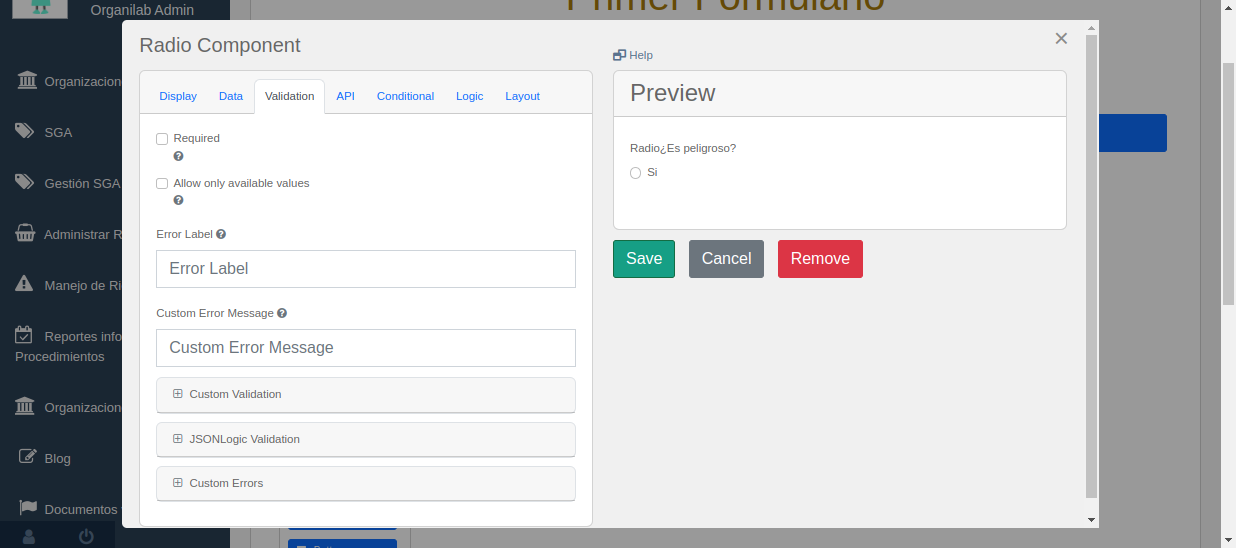 Organilab Admin
Primer Formulario
Organizacion
SGA
Gestión SGA
Administrar R
Manejo de Ri
Reportes info
Procedimientos
Organizacion
Blog
Documentos
Radio Component
×
Display Data Validation API Conditional Logic Layout
Required
Allow only available values
Error Label
Error Label
Custom Error Message
Custom Error Message
Custom Validation
JSONLogic Validation
Custom Errors
Help
Preview
Radio¿Es peligroso?
Si
Save Cancel Remove